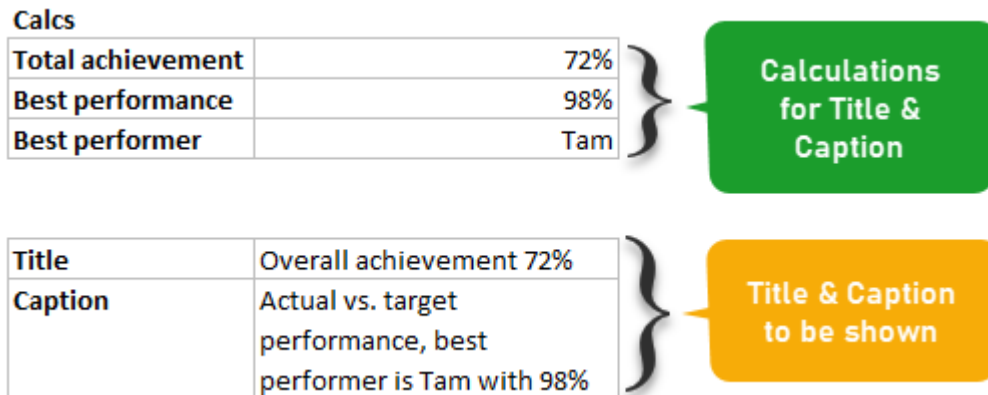 Calcs
Total achievement 72%
Best performance 98%
Best performer Tam
Calculations
for Title &
Caption
Title Overall achievement 72%
Caption Actual vs. target
performance, best
performer is Tam with 98%
Title & Caption
to be shown